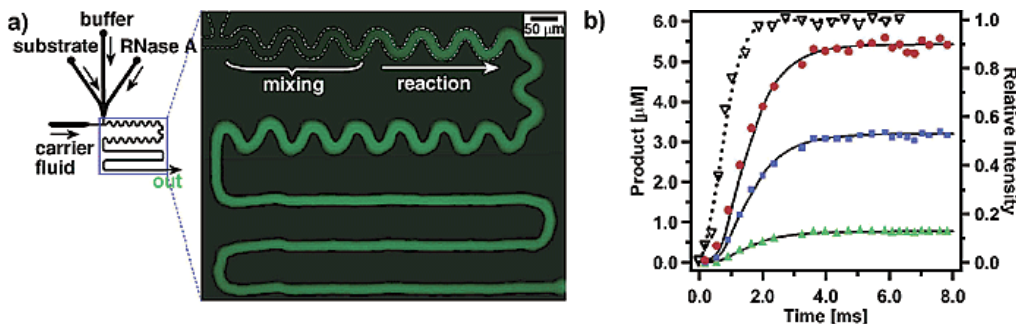 a)
buffer
substrate
RNase A
carrier
fluid
out
mixing
reaction
50 μm
b)
Product [μM]
6.0
5.0
4.0
3.0
2.0
1.0
0.0
Relative Intensity
1.0
0.8
0.6
0.4
0.2
0.0
0.0 2.0 4.0 6.0 8.0
Time [ms]